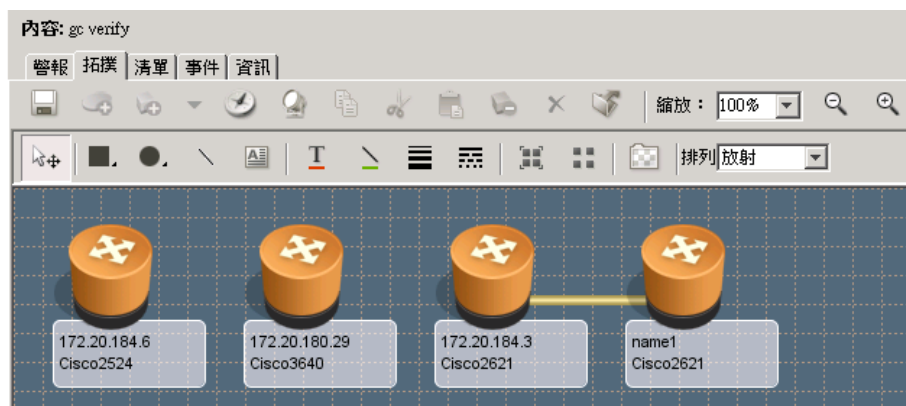 內容: gc verify
警報 拓撲 清單 事件 資訊
縮放： 100%
T 排列 放射
172.20.184.6
Cisco2524
172.20.180.29
Cisco3640
172.20.184.3
Cisco2621
name1
Cisco2621